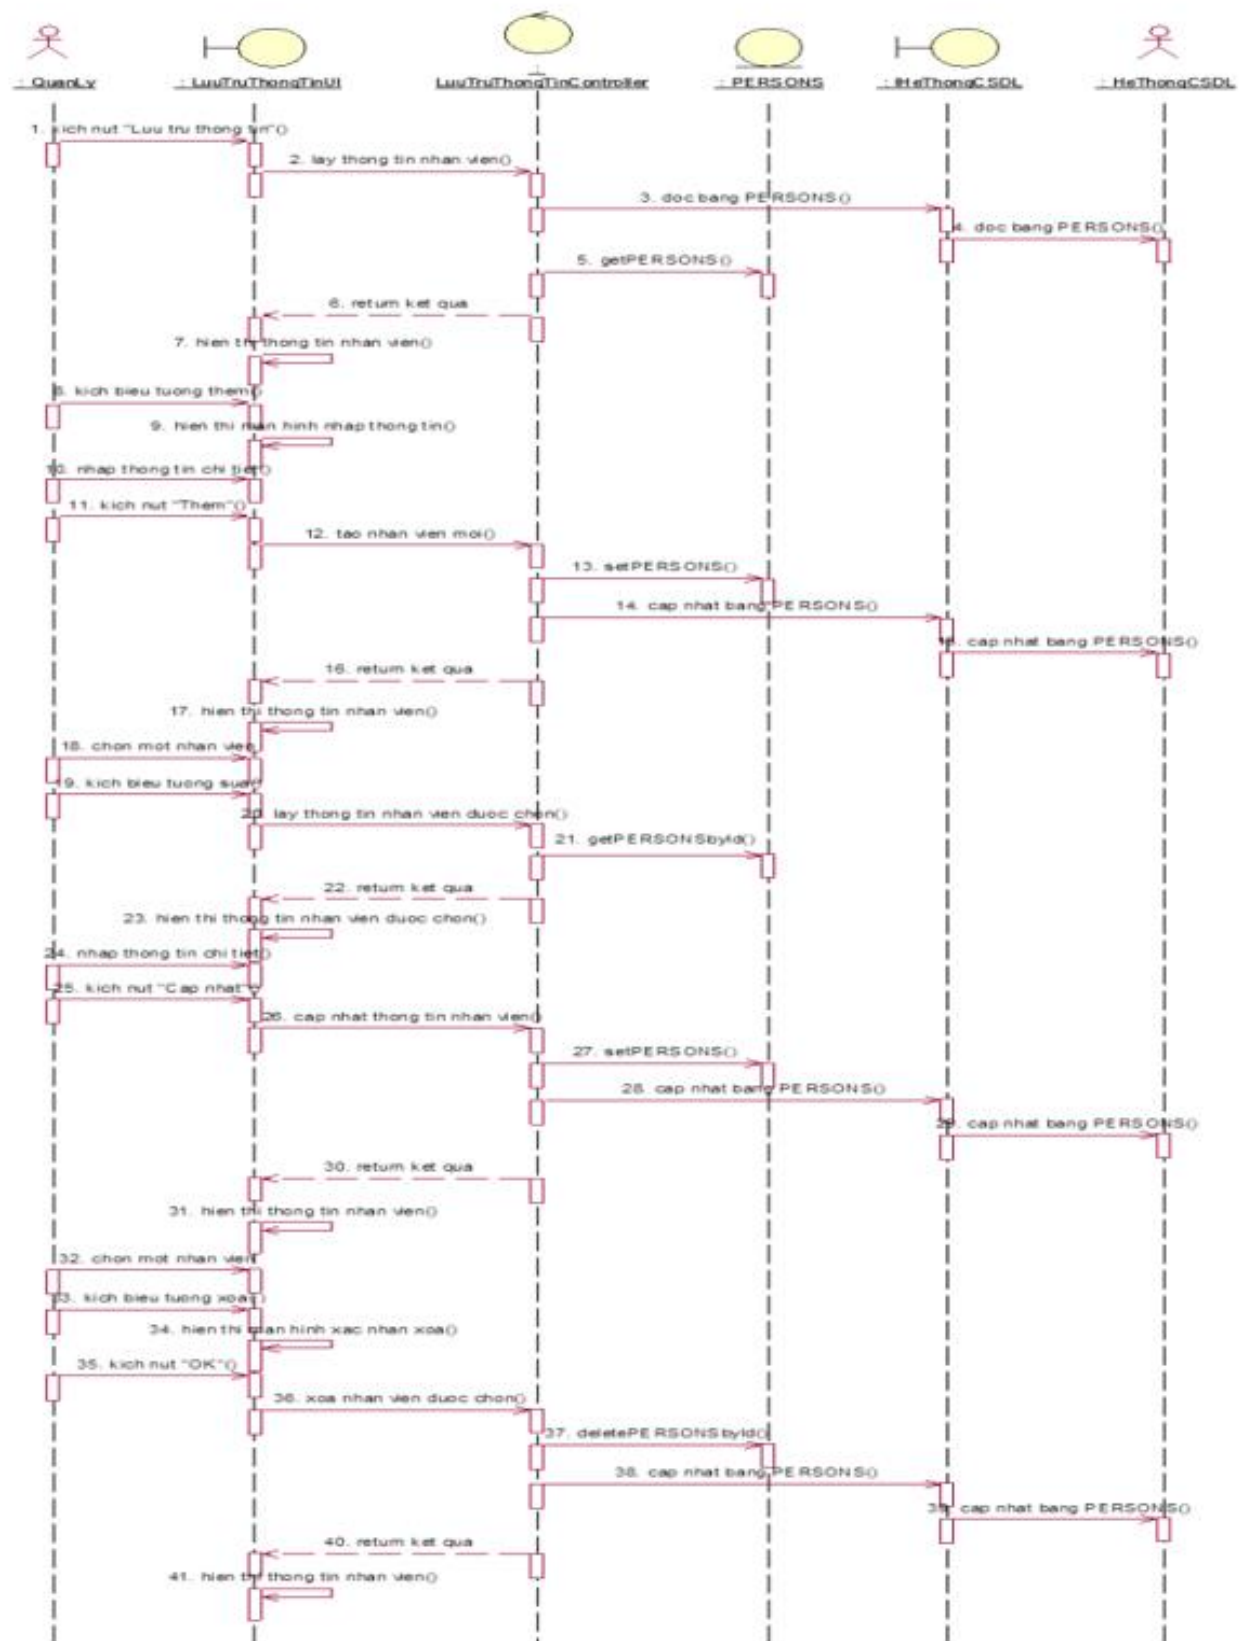 : QuanLy
: LuuTruThongTinUI
: LuuTruThongTinController
: PERSONS
: IHeThongCSDL
: HeThongCSDL
1. kich nut "Luu tru thong tin"()
2. lay thong tin nhan vien()
3. doc bang PERSONS()
4. doc bang PERSONS()
5. getPERSONS()
6. return ket qua
7. hien thi thong tin nhan vien()
8. kich bieu tuong them()
9. hien thi man hinh nhap thong tin()
10. nhap thong tin chi tiet()
11. kich nut "Them"()
12. tao nhan vien moi()
13. setPERSONS()
14. cap nhat bang PERSONS()
15. cap nhat bang PERSONS()
16. return ket qua
17. hien thi thong tin nhan vien()
18. chon mot nhan vien
19. kich bieu tuong sua()
20. lay thong tin nhan vien duoc chon()
21. getPERSONSbyId()
22. return ket qua
23. hien thi thong tin nhan vien duoc chon()
24. nhap thong tin chi tiet()
25. kich nut "Cap nhat"()
26. cap nhat thong tin nhan vien()
27. setPERSONS()
28. cap nhat bang PERSONS()
29. cap nhat bang PERSONS()
30. return ket qua
31. hien thi thong tin nhan vien()
32. chon mot nhan vien
33. kich bieu tuong xoa()
34. hien thi man hinh xac nhan xoa()
35. kich nut "OK"()
36. xoa nhan vien duoc chon()
37. deletePERSONSbyId()
38. cap nhat bang PERSONS()
39. cap nhat bang PERSONS()
40. return ket qua
41. hien thi thong tin nhan vien()